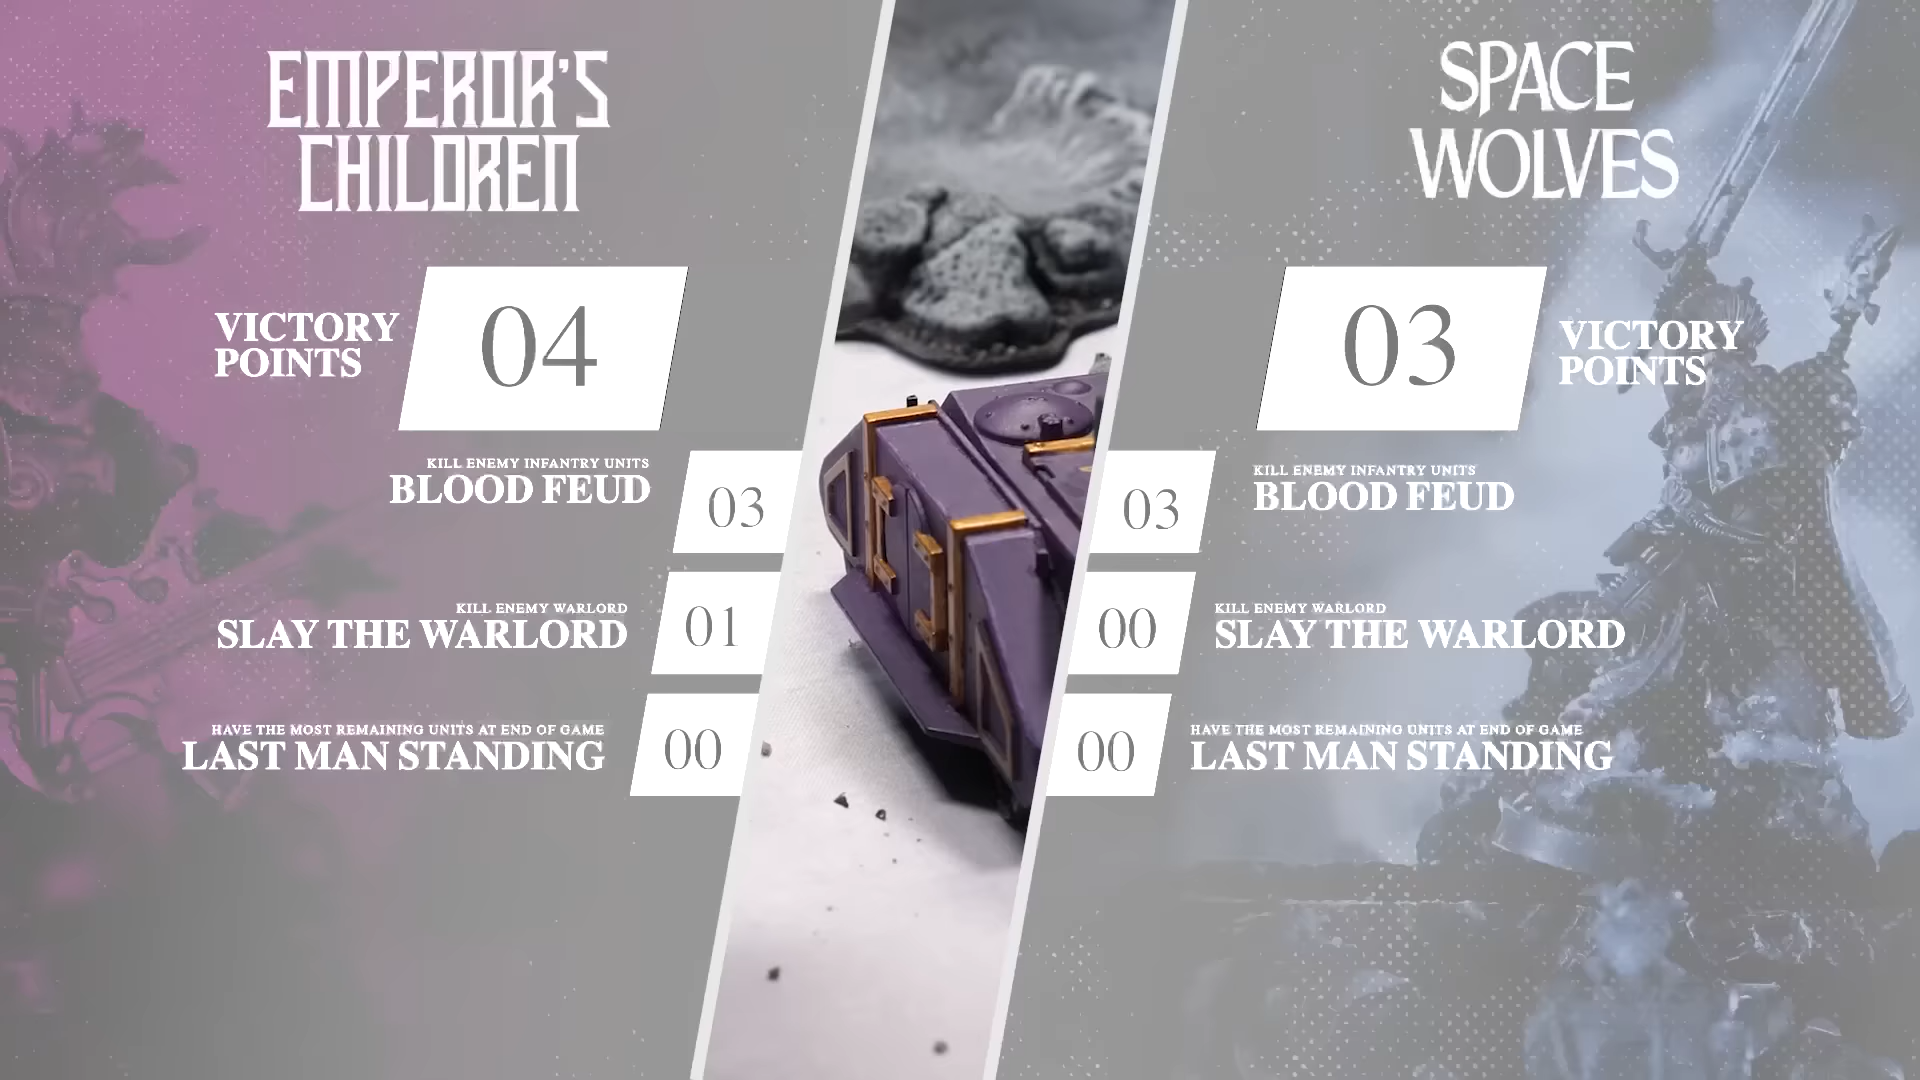 EMPEROR'S
CHILDREN
VICTORY
POINTS
04
KILL ENEMY INFANTRY UNITS
BLOOD FEUD
03
KILL ENEMY WARLORD
SLAY THE WARLORD
01
HAVE THE MOST REMAINING UNITS AT END OF GAME
LAST MAN STANDING
00
SPACE
WOLVES
03
VICTORY
POINTS
03
KILL ENEMY INFANTRY UNITS
BLOOD FEUD
00
KILL ENEMY WARLORD
SLAY THE WARLORD
00
HAVE THE MOST REMAINING UNITS AT END OF GAME
LAST MAN STANDING